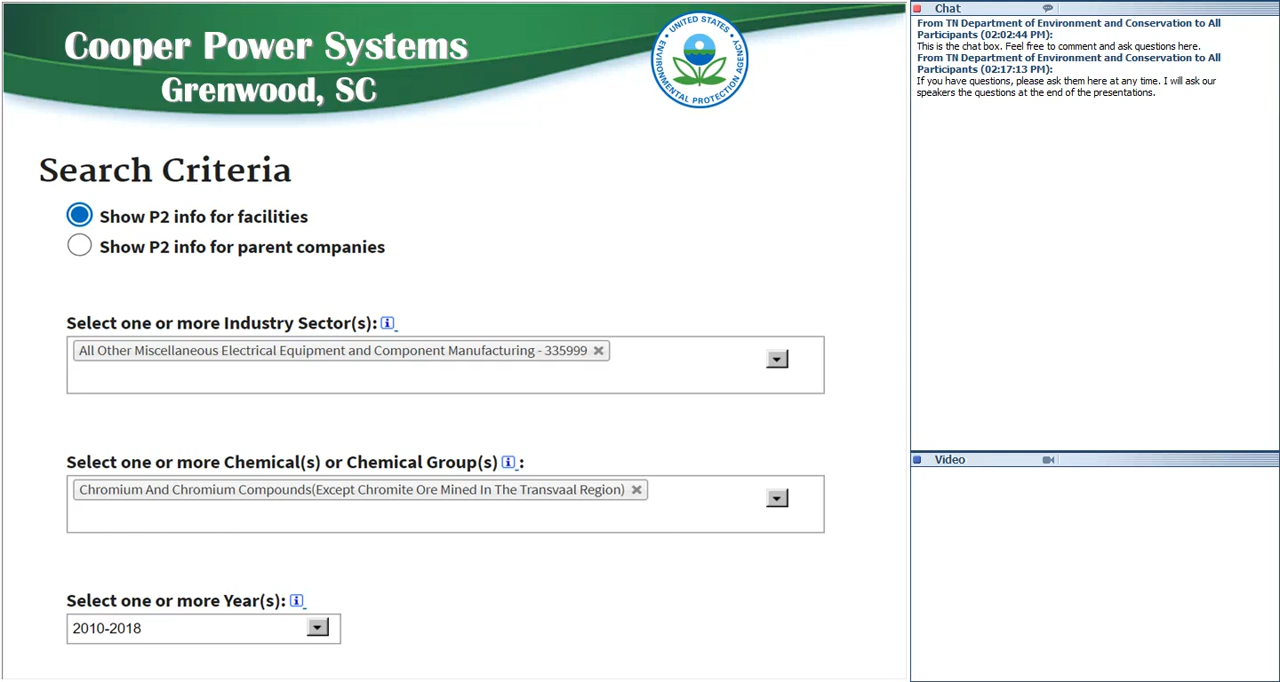 Cooper Power Systems
Grenwood, SC
UNITED STATES
ENVIRONMENTAL PROTECTION AGENCY
Search Criteria
Show P2 info for facilities
Show P2 info for parent companies
Select one or more Industry Sector(s):
All Other Miscellaneous Electrical Equipment and Component Manufacturing - 335999
Select one or more Chemical(s) or Chemical Group(s) :
Chromium And Chromium Compounds(Except Chromite Ore Mined In The Transvaal Region)
Select one or more Year(s):
2010-2018
Chat
From TN Department of Environment and Conservation to All
Participants (02:02:44 PM):
This is the chat box. Feel free to comment and ask questions here.
From TN Department of Environment and Conservation to All
Participants (02:17:13 PM):
If you have questions, please ask them here at any time. I will ask our
speakers the questions at the end of the presentations.
Video